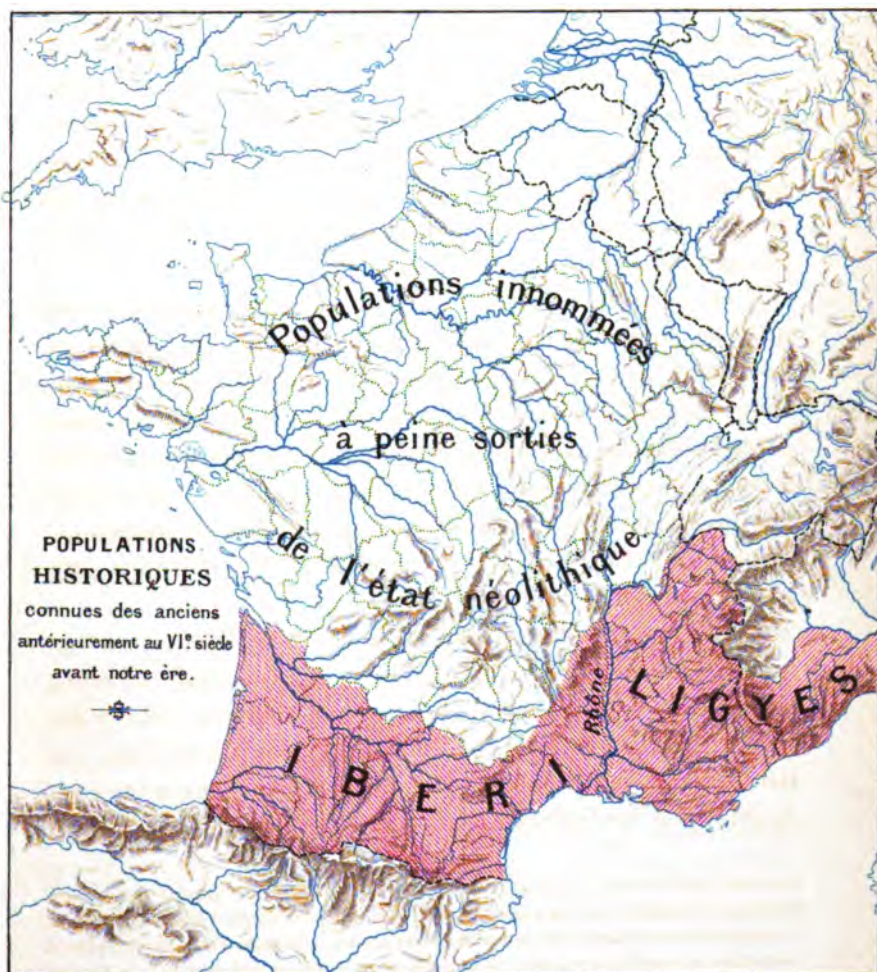 Populations innommées
à peine sorties
de l'état néolithique.
POPULATIONS
HISTORIQUES
connues des anciens
antérieurement au VIe siècle
avant notre ère.
Rhône
LIGYES
IBERI